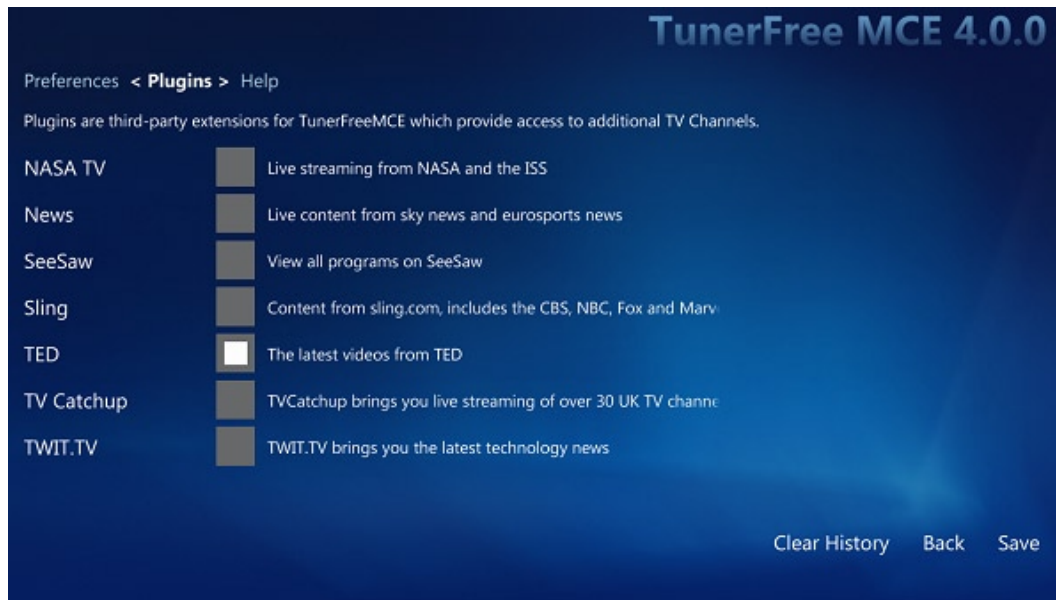 TunerFree MCE 4.0.0
Preferences < Plugins > Help
Plugins are third-party extensions for TunerFreeMCE which provide access to additional TV Channels.
NASA TV Live streaming from NASA and the ISS
News Live content from sky news and eurosports news
SeeSaw View all programs on SeeSaw
Sling Content from sling.com, includes the CBS, NBC, Fox and Marv
TED The latest videos from TED
TV Catchup TVCatchup brings you live streaming of over 30 UK TV channe
TWIT.TV TWIT.TV brings you the latest technology news
Clear History Back Save